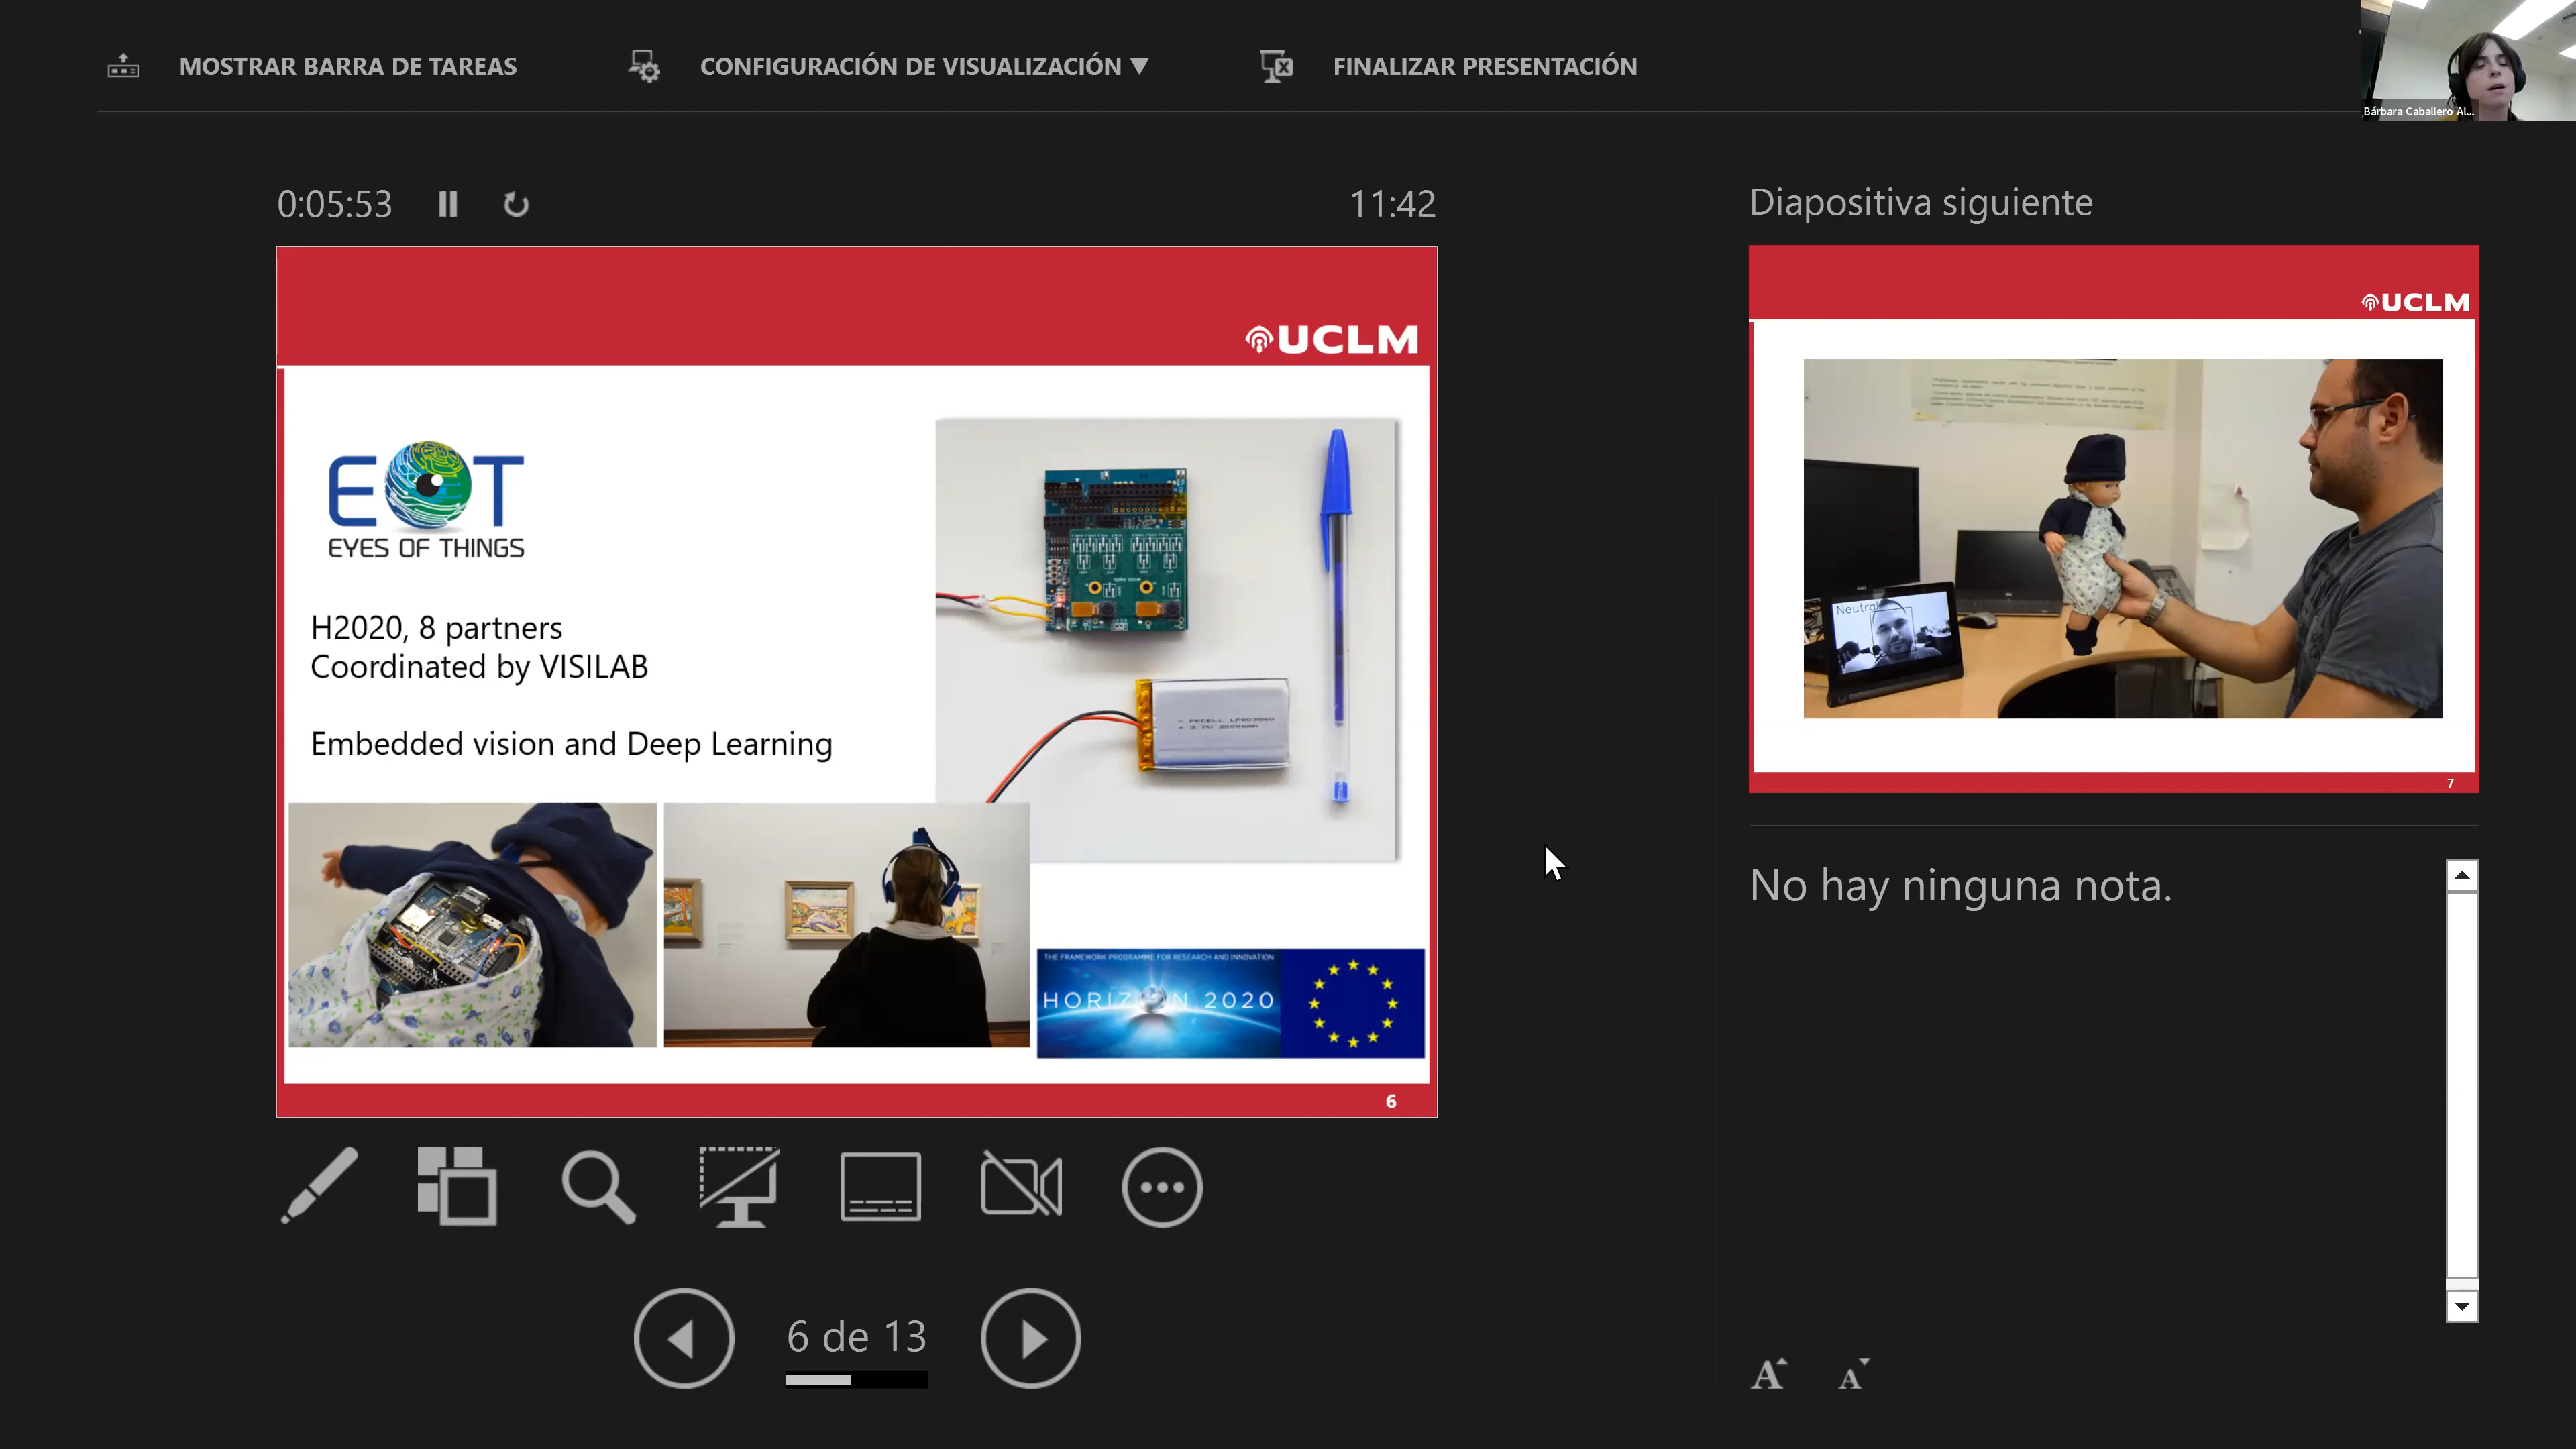 MOSTRAR BARRA DE TAREAS
CONFIGURACIÓN DE VISUALIZACIÓN
FINALIZAR PRESENTACIÓN
Bárbara Caballero Al...
0:05:53
11:42
UCLM
EOT
EYES OF THINGS
H2020, 8 partners
Coordinated by VISILAB
Embedded vision and Deep Learning
THE FRAMEWORK PROGRAMME FOR RESEARCH AND INNOVATION
HORIZON 2020
6
6 de 13
Diapositiva siguiente
UCLM
Neutral
7
No hay ninguna nota.
A
A